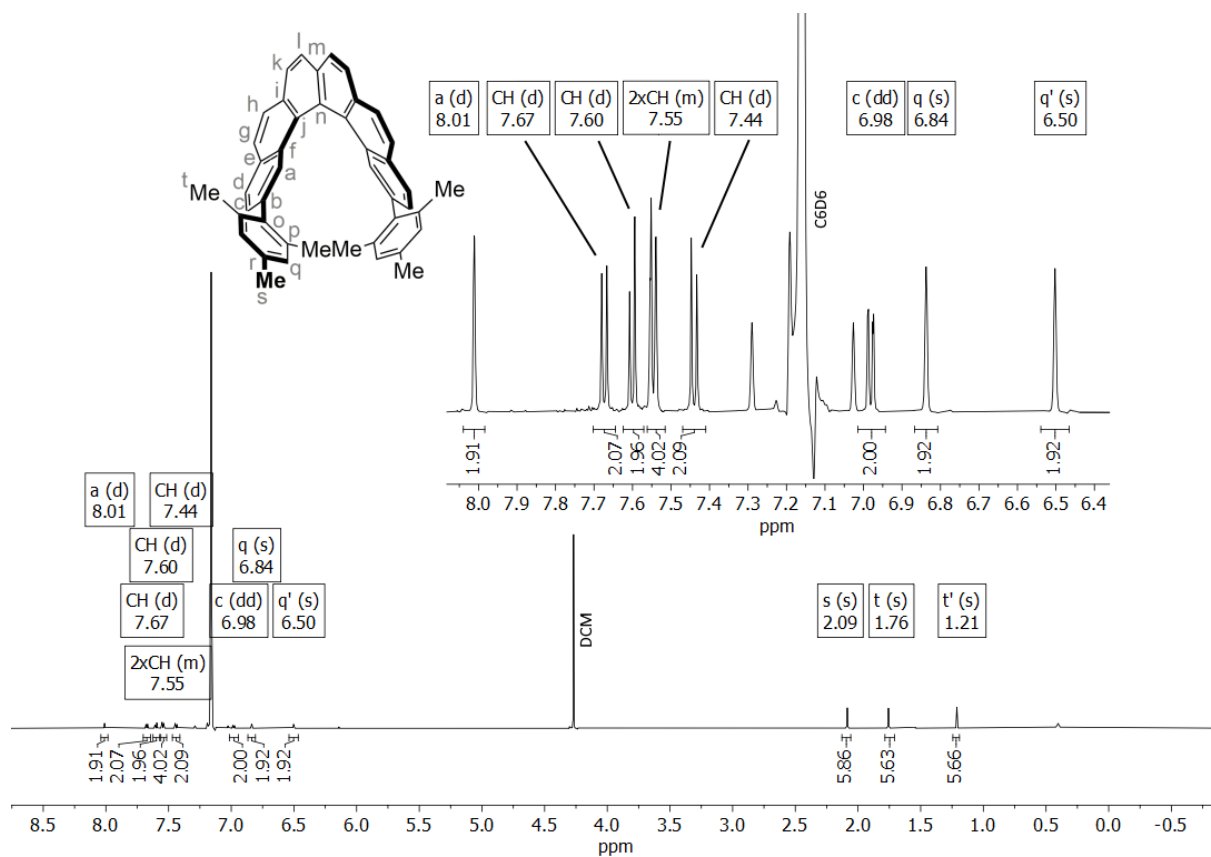 l
k
m
i
h
j
n
g
f
e
a
t
d
Me
c
b
Me
o
p
MeMe
r
q
Me
Me
s
a (d)
8.01
CH (d)
7.67
CH (d)
7.60
2xCH (m)
7.55
CH (d)
7.44
c (dd)
6.98
q (s)
6.84
q' (s)
6.50
C6D6
1.91
2.07
1.96
4.02
2.09
2.00
1.92
1.92
8.0 7.9 7.8 7.7 7.6 7.5 7.4 7.3 7.2 7.1 7.0 6.9 6.8 6.7 6.6 6.5 6.4
ppm
a (d)
8.01
CH (d)
7.44
CH (d)
7.60
q (s)
6.84
CH (d)
7.67
c (dd)
6.98
q' (s)
6.50
2xCH (m)
7.55
DCM
s (s)
2.09
t (s)
1.76
t' (s)
1.21
1.91
2.07
1.96
4.02
2.09
2.00
1.92
1.92
5.86
5.63
5.66
8.5 8.0 7.5 7.0 6.5 6.0 5.5 5.0 4.5 4.0 3.5 3.0 2.5 2.0 1.5 1.0 0.5 0.0 -0.5
ppm